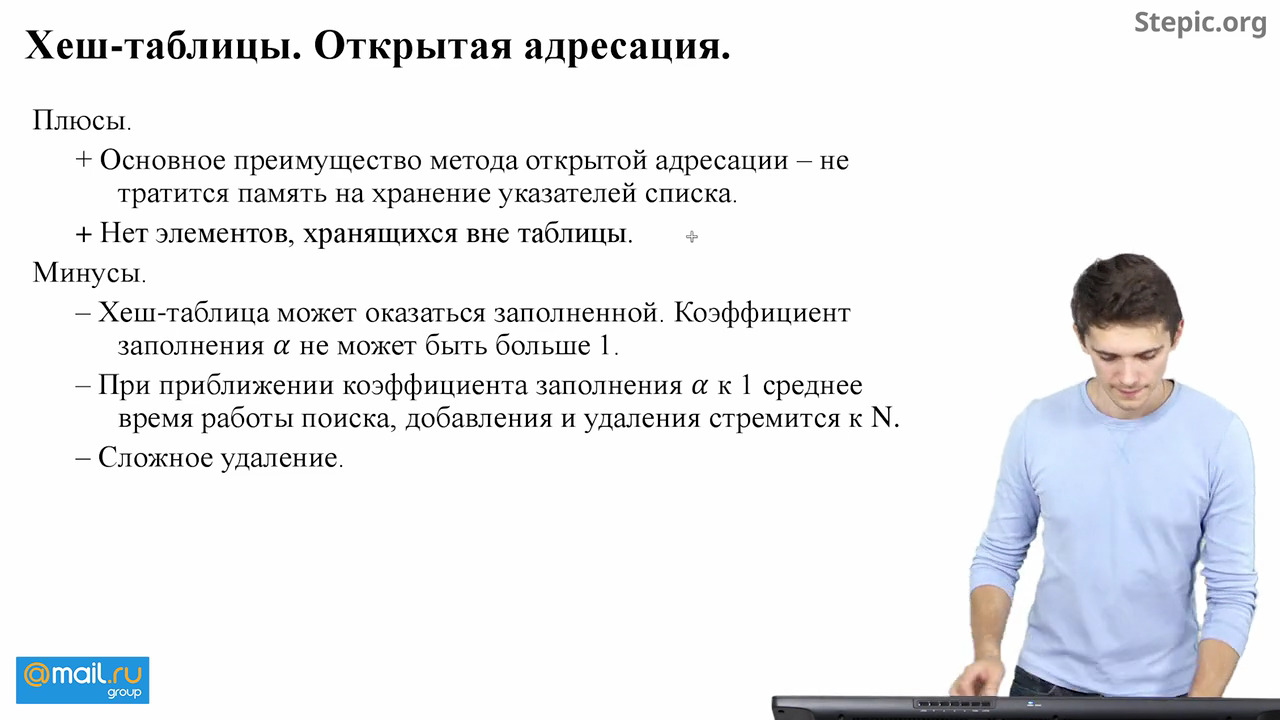 Stepic.org
Хеш-таблицы. Открытая адресация.
Плюсы.
+ Основное преимущество метода открытой адресации – не
тратится память на хранение указателей списка.
+ Нет элементов, хранящихся вне таблицы.
Минусы.
– Хеш-таблица может оказаться заполненной. Коэффициент
заполнения α не может быть больше 1.
– При приближении коэффициента заполнения α к 1 среднее
время работы поиска, добавления и удаления стремится к N.
– Сложное удаление.
@mail.ru
group